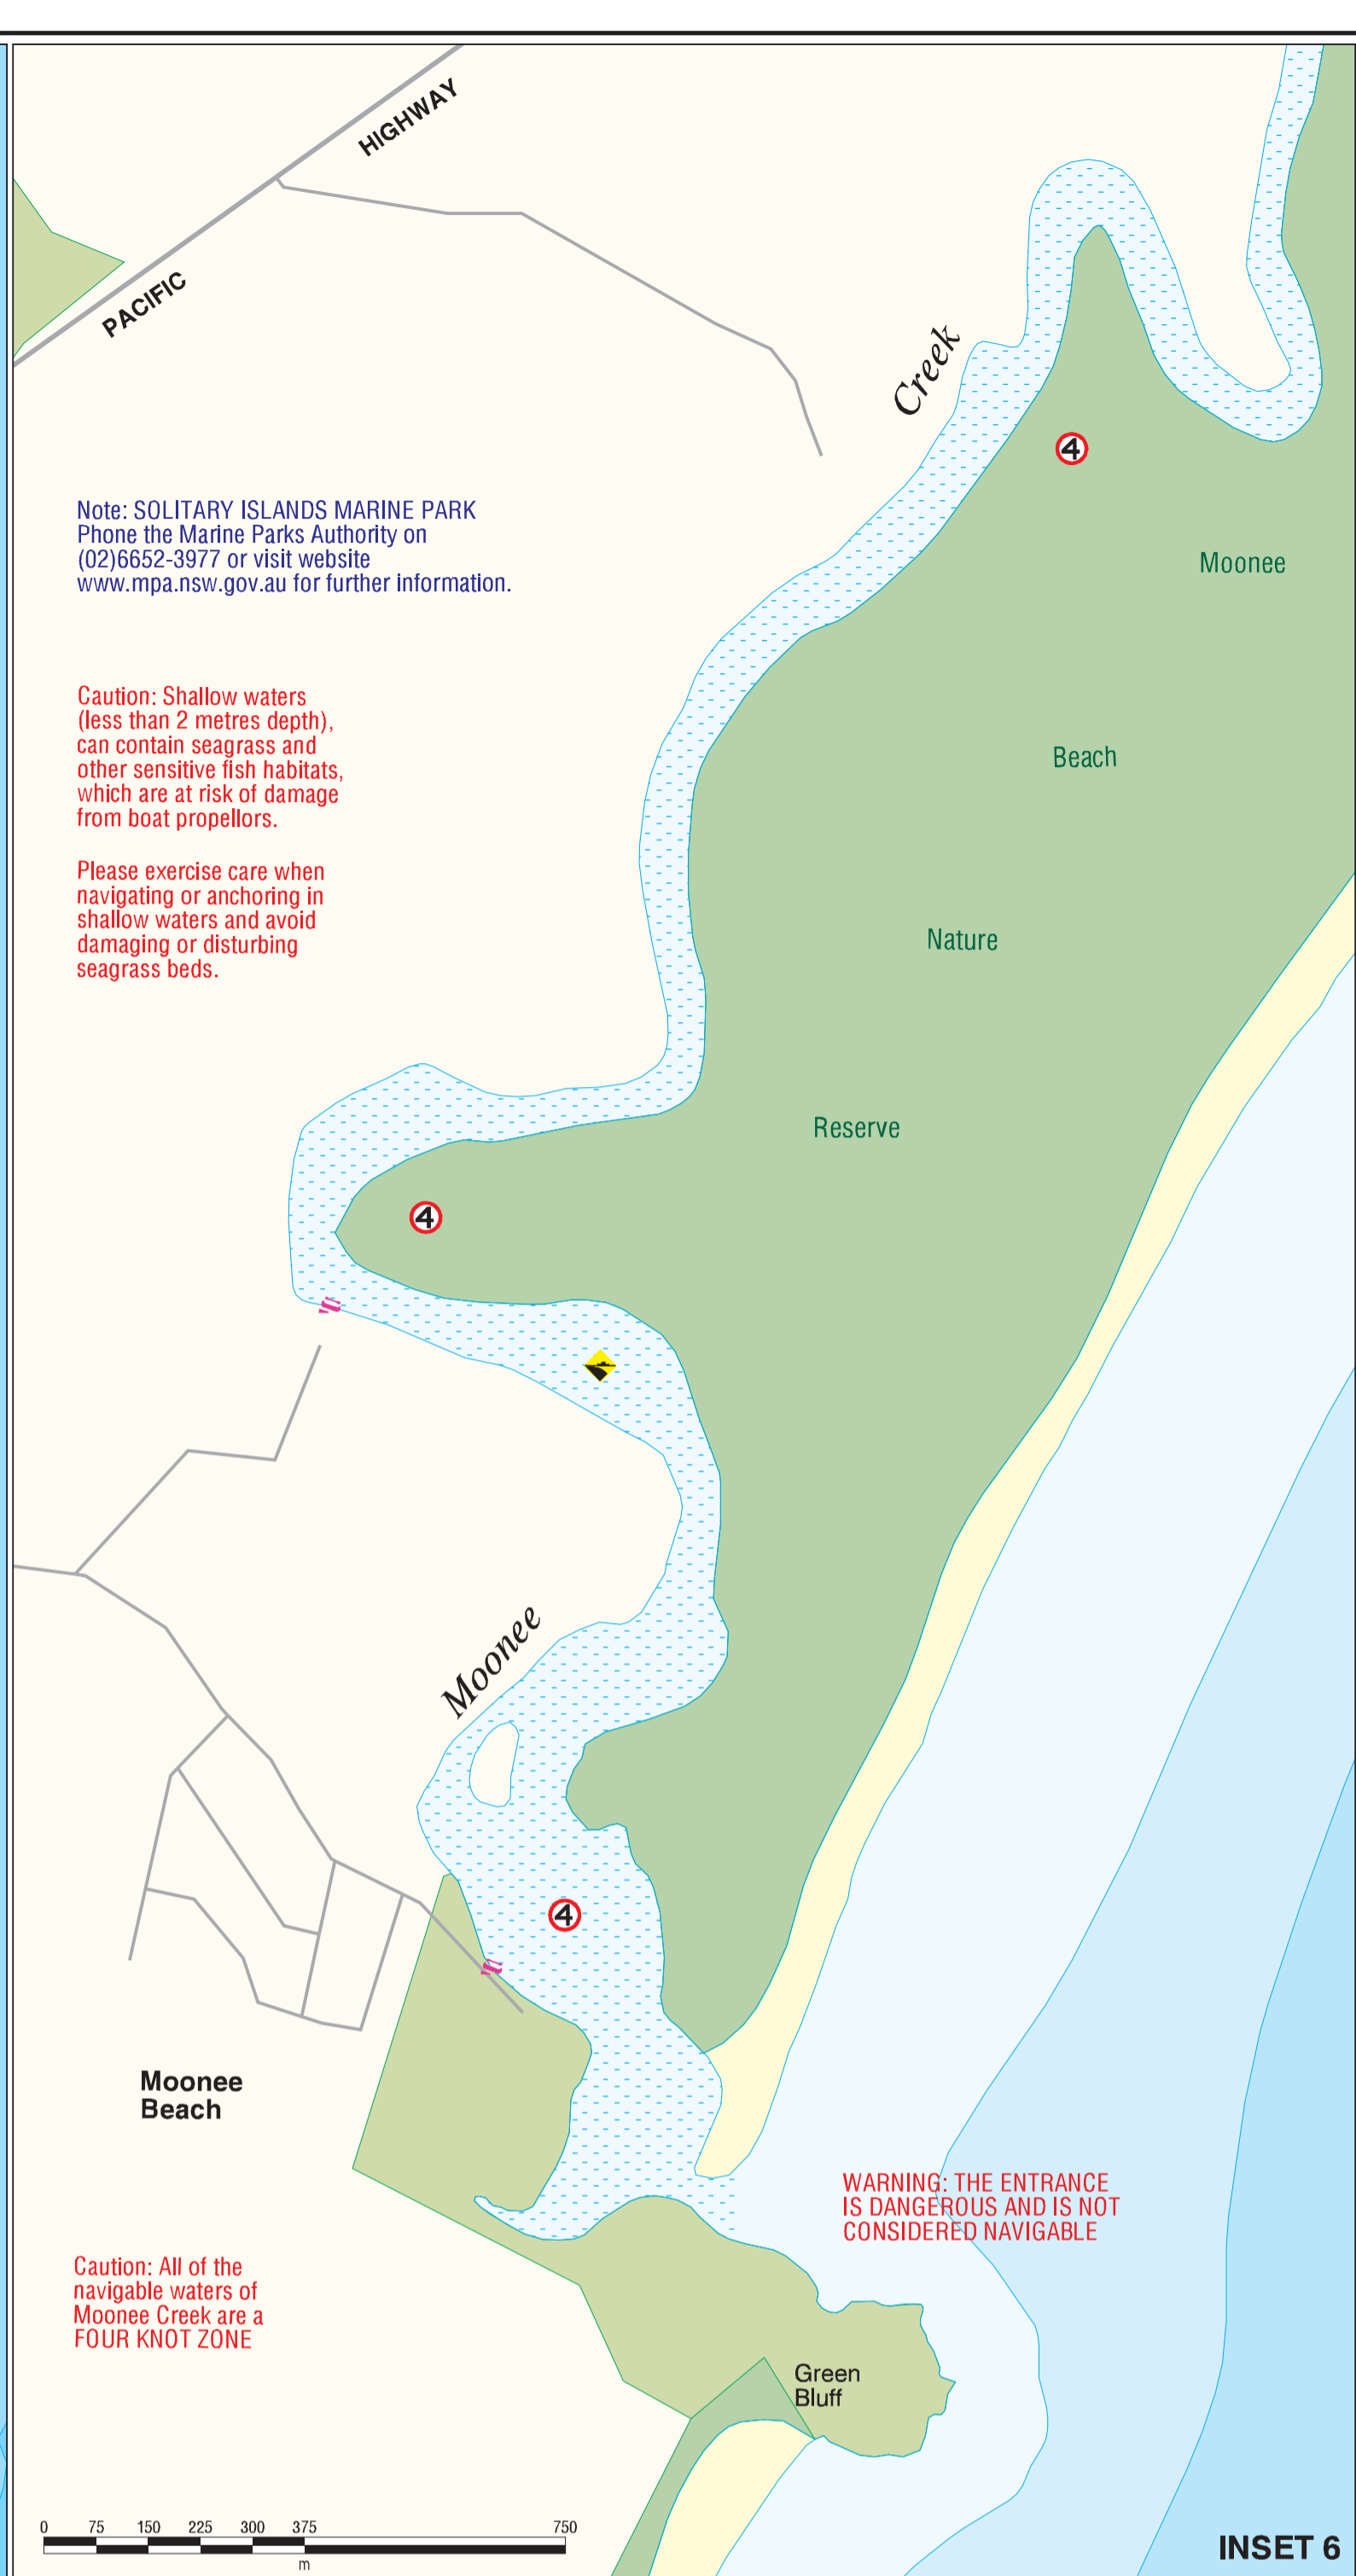 HIGHWAY
PACIFIC
Creek
4
Note: SOLITARY ISLANDS MARINE PARK
Phone the Marine Parks Authority on
(02)6652-3977 or visit website
www.mpa.nsw.gov.au for further information.
Moonee
Caution: Shallow waters
(less than 2 metres depth),
can contain seagrass and
other sensitive fish habitats,
which are at risk of damage
from boat propellors.
Beach
Please exercise care when
navigating or anchoring in
shallow waters and avoid
damaging or disturbing
seagrass beds.
Nature
Reserve
4
Moonee
4
Moonee
Beach
WARNING: THE ENTRANCE
IS DANGEROUS AND IS NOT
CONSIDERED NAVIGABLE
Caution: All of the
navigable waters of
Moonee Creek are a
FOUR KNOT ZONE
Green
Bluff
0 75 150 225 300 375 750
m
INSET 6